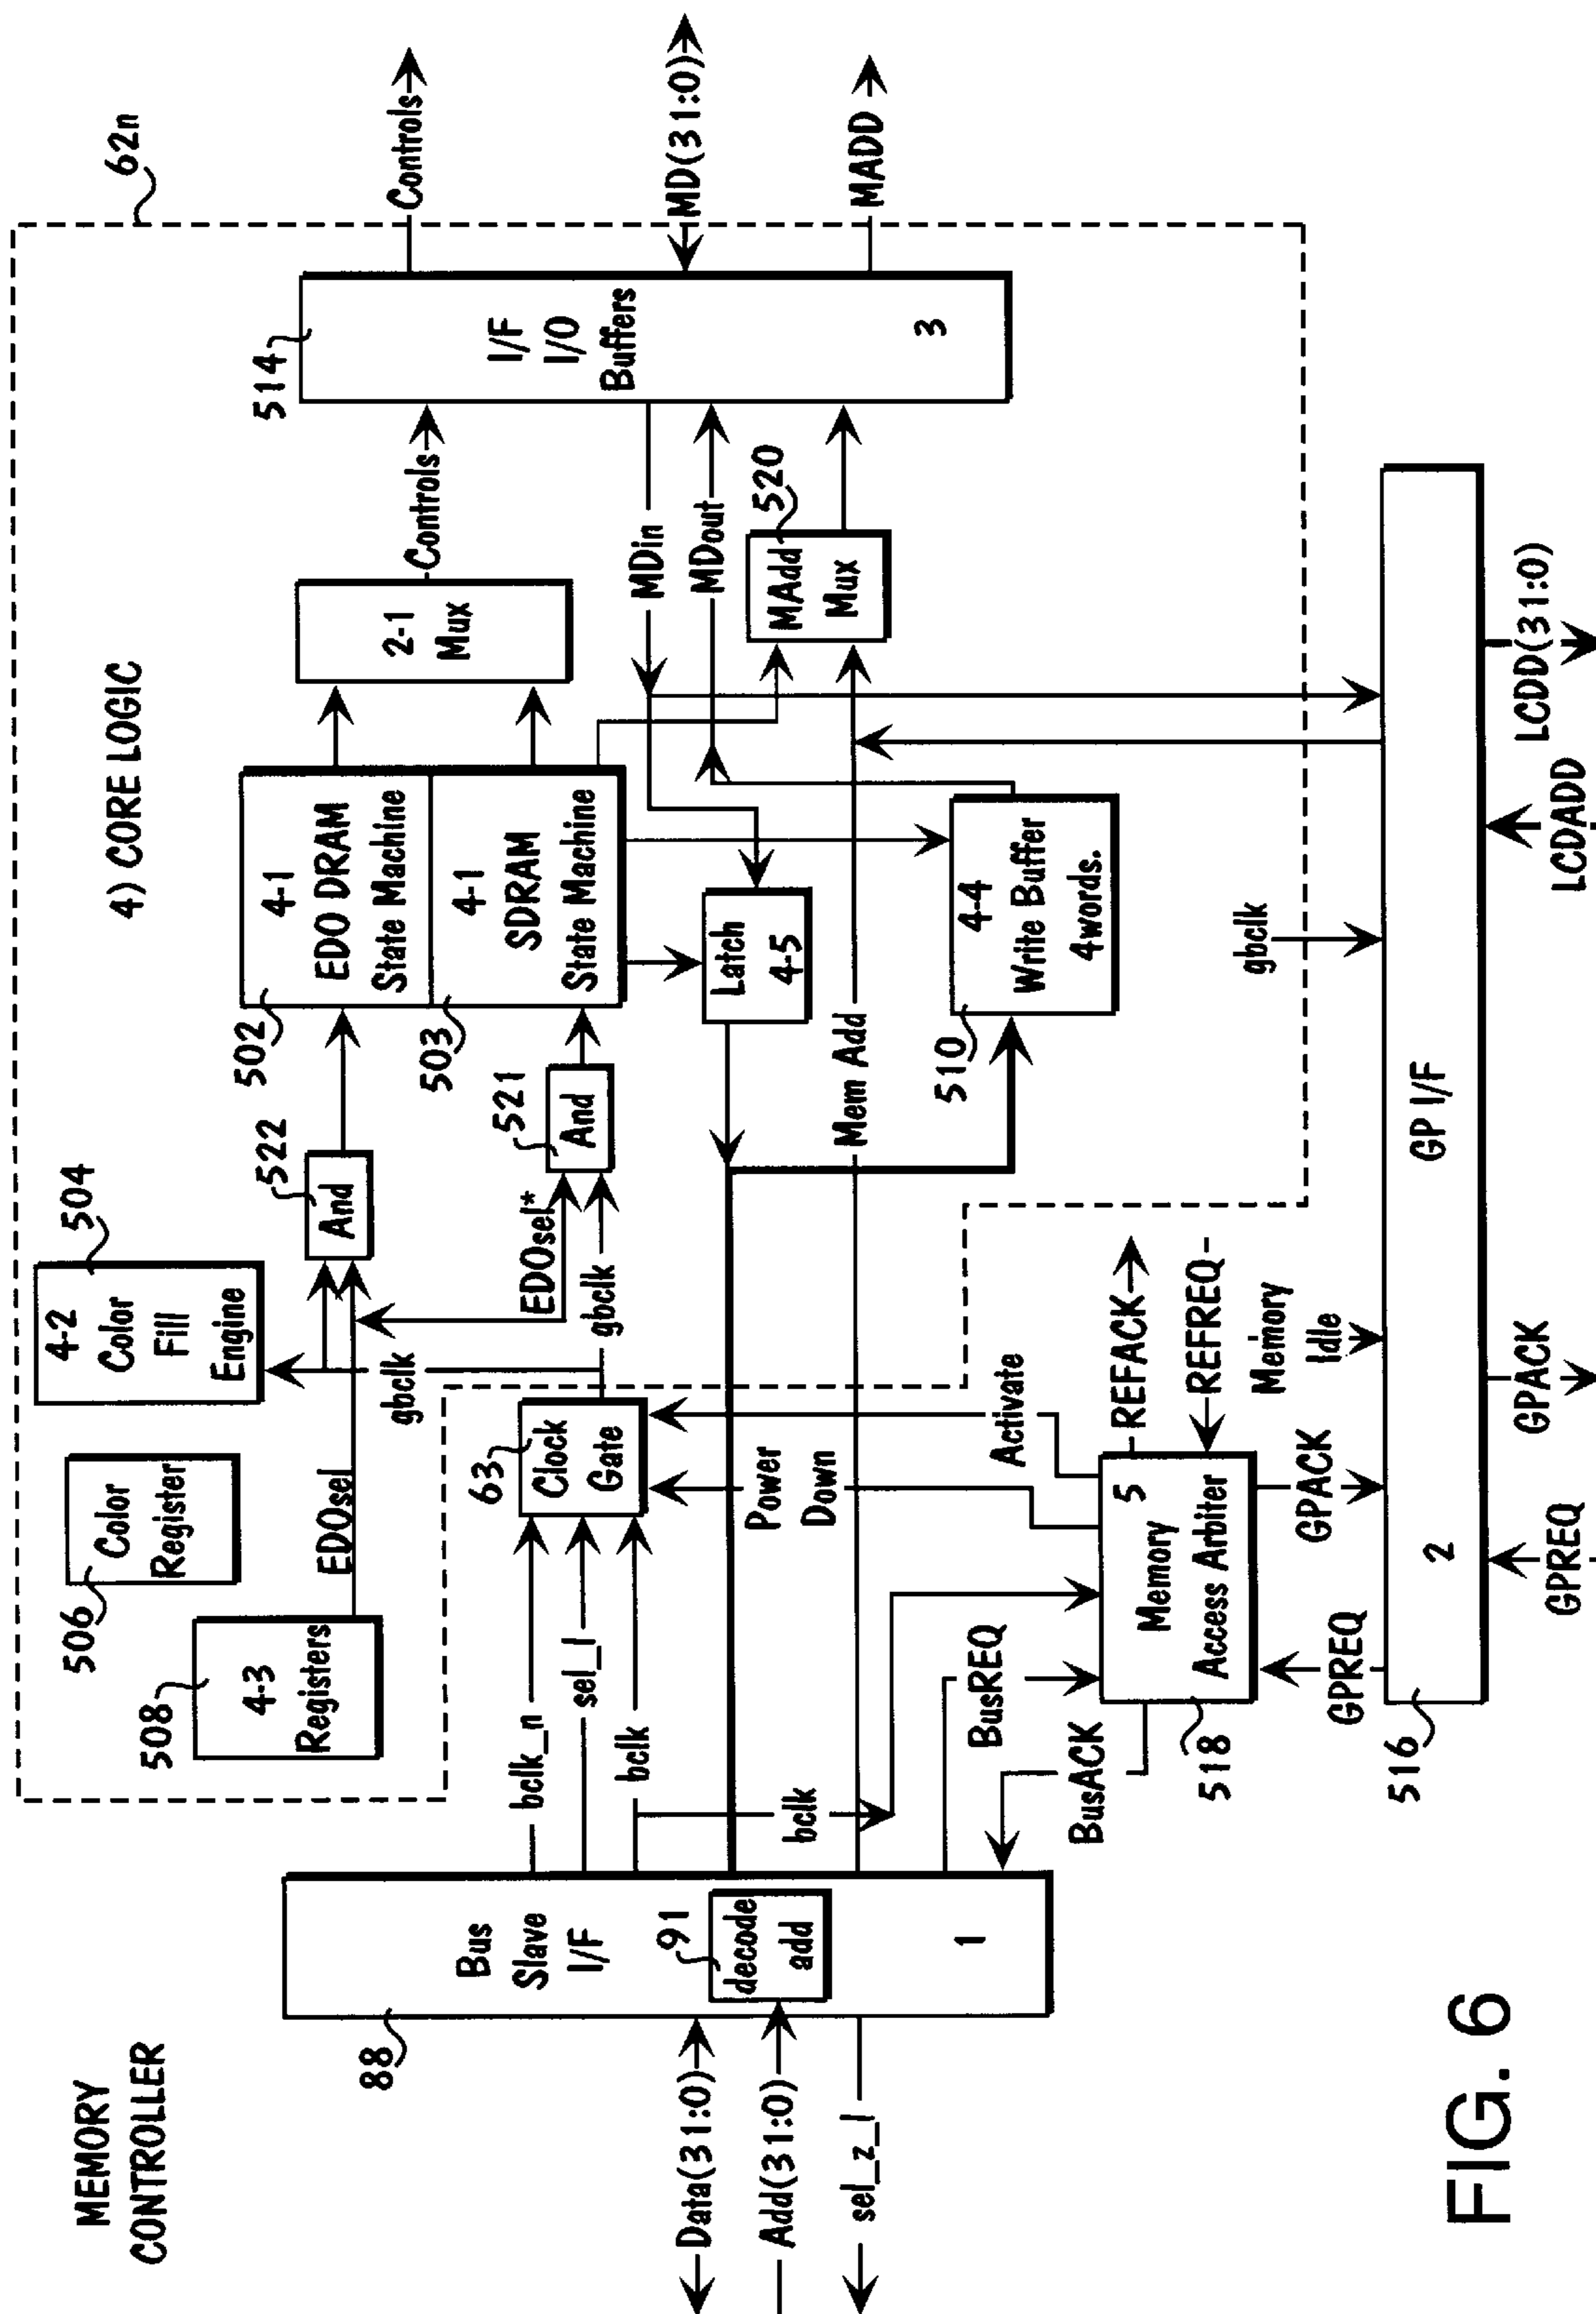 MEMORY
CONTROLLER
4) CORE LOGIC
62n
508
4-3
Registers
506
Color
Register
504
4-2
Color
Fill
Engine
EDOsel
gbclk
522
And
502
4-1
EDO DRAM
State Machine
503
4-1
SDRAM
State Machine
2-1
Mux
Controls
514
I/F
I/O
Buffers
3
Controls
MD(31:0)
MADD
88
Bus
Slave
I/F
91
decode
add
1
Data(31:0)
Add(31:0)
sel_z_l
bclk_n
sel_l
bclk
bclk
63
Clock
Gate
EDOsel*
gbclk
521
And
Latch
4-5
MDin
MDout
520
MAdd
Mux
Mem Add
510
4-4
Write Buffer
4words.
Power
Down
Activate
BusREQ
BusACK
518
5
Memory
Access Arbiter
REFACK
REFREQ
Memory
Idle
GPREQ
GPACK
gbclk
516
2
GP I/F
GPREQ
GPACK
LCDADD
LCDD(31:0)
FIG. 6